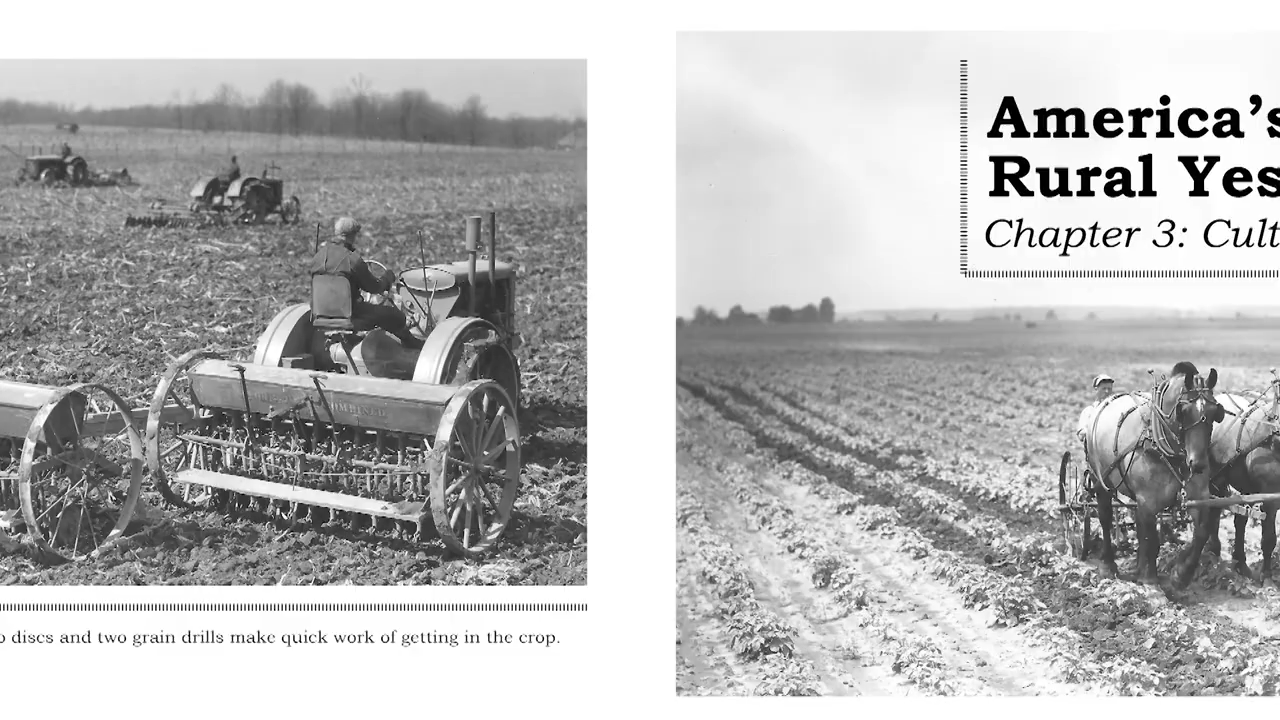 discs and two grain drills make quick work of getting in the crop.
America's
Rural Yes
Chapter 3: Cult